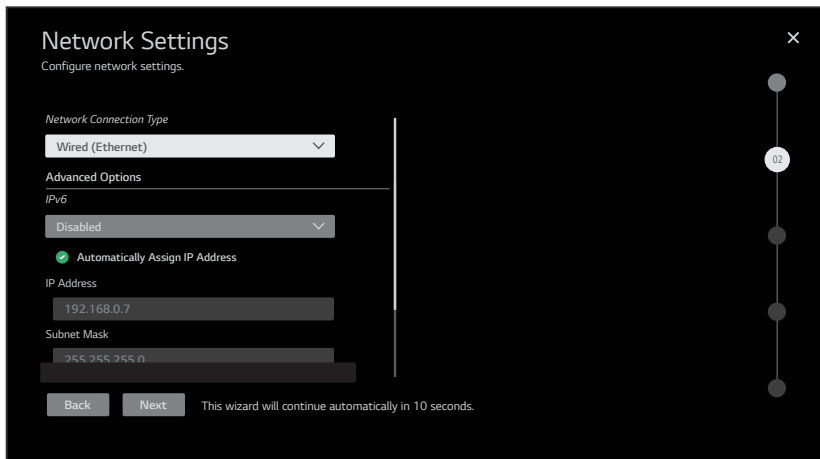 Network Settings
Configure network settings.
Network Connection Type
Wired (Ethernet)
Advanced Options
IPv6
Disabled
Automatically Assign IP Address
IP Address
192.168.0.7
Subnet Mask
255.255.255.0
Back
Next
This wizard will continue automatically in 10 seconds.
02